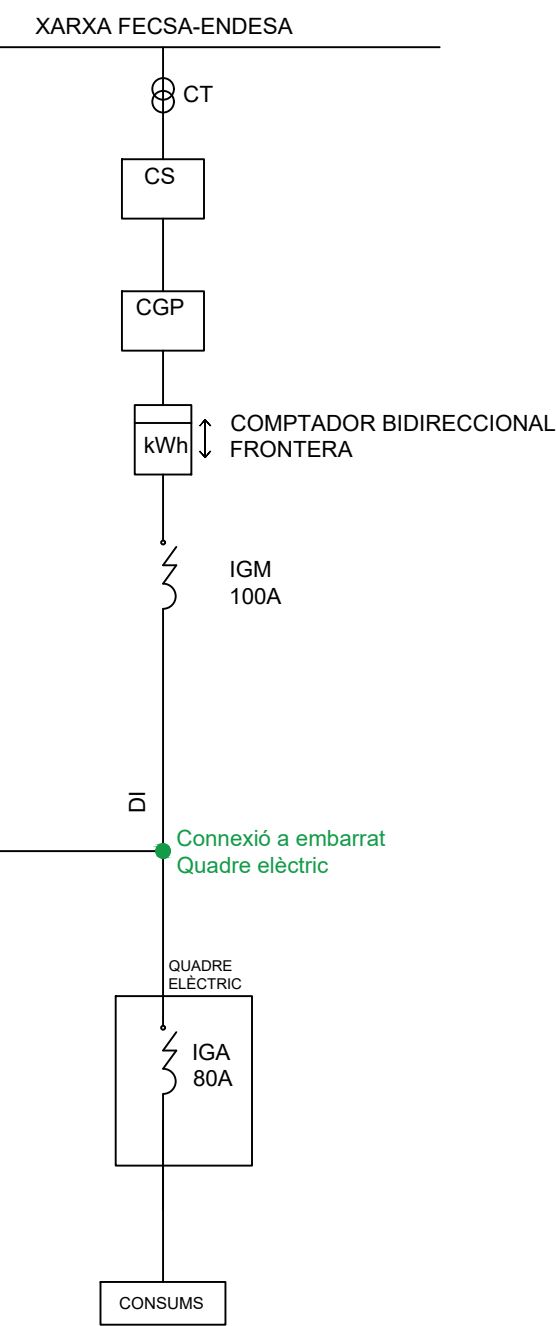 XARXA FECSA-ENDESA
CT
CS
CGP
kWh
COMPTADOR BIDIRECCIONAL
FRONTERA
IGM
100A
DI
Connexió a embarrat
Quadre elèctric
QUADRE
ELÈCTRIC
IGA
80A
CONSUMS